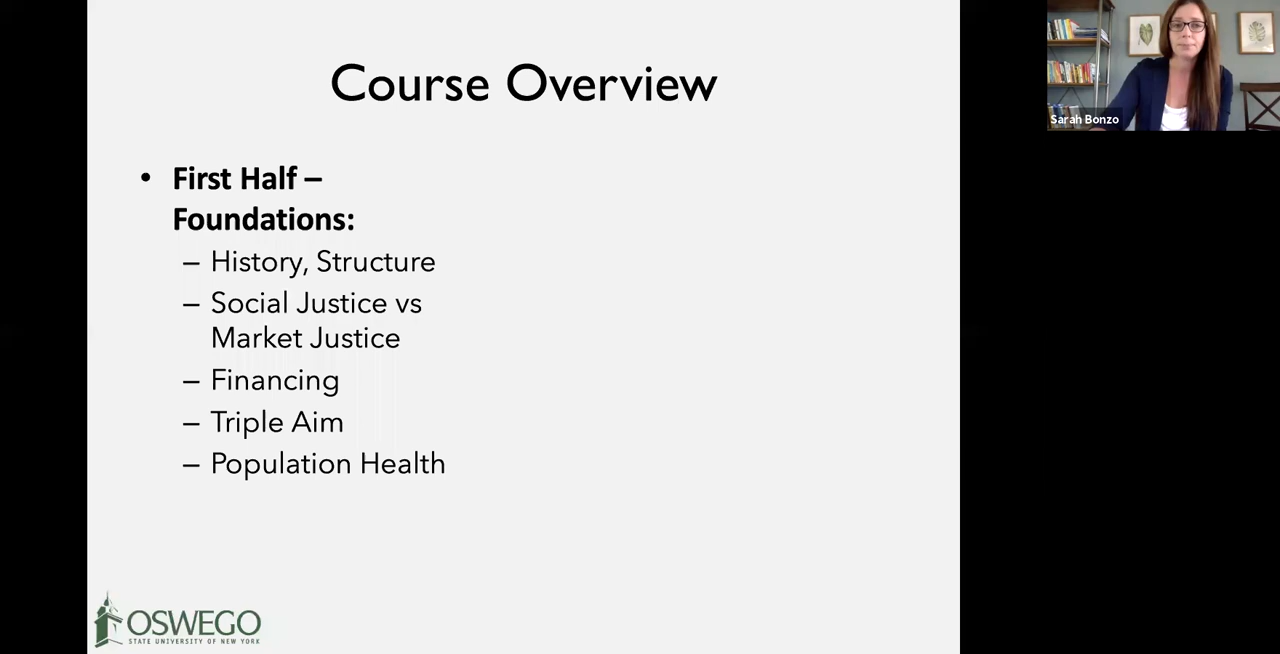 Course Overview
• First Half –
Foundations:
– History, Structure
– Social Justice vs
Market Justice
– Financing
– Triple Aim
– Population Health
OSWEGO
STATE UNIVERSITY OF NEW YORK
Sarah Bonzo